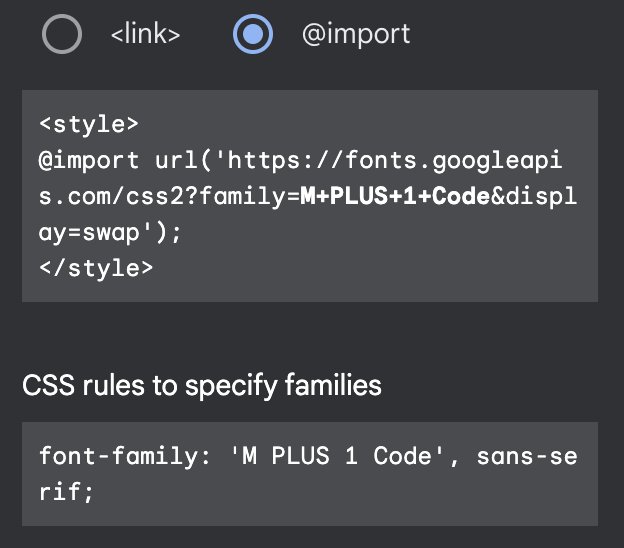 <link>
@import
<style>
@import url('https://fonts.googleapi
s.com/css2?family=M+PLUS+1+Code&displ
ay=swap');
</style>
CSS rules to specify families
font-family: 'M PLUS 1 Code', sans-se
rif;